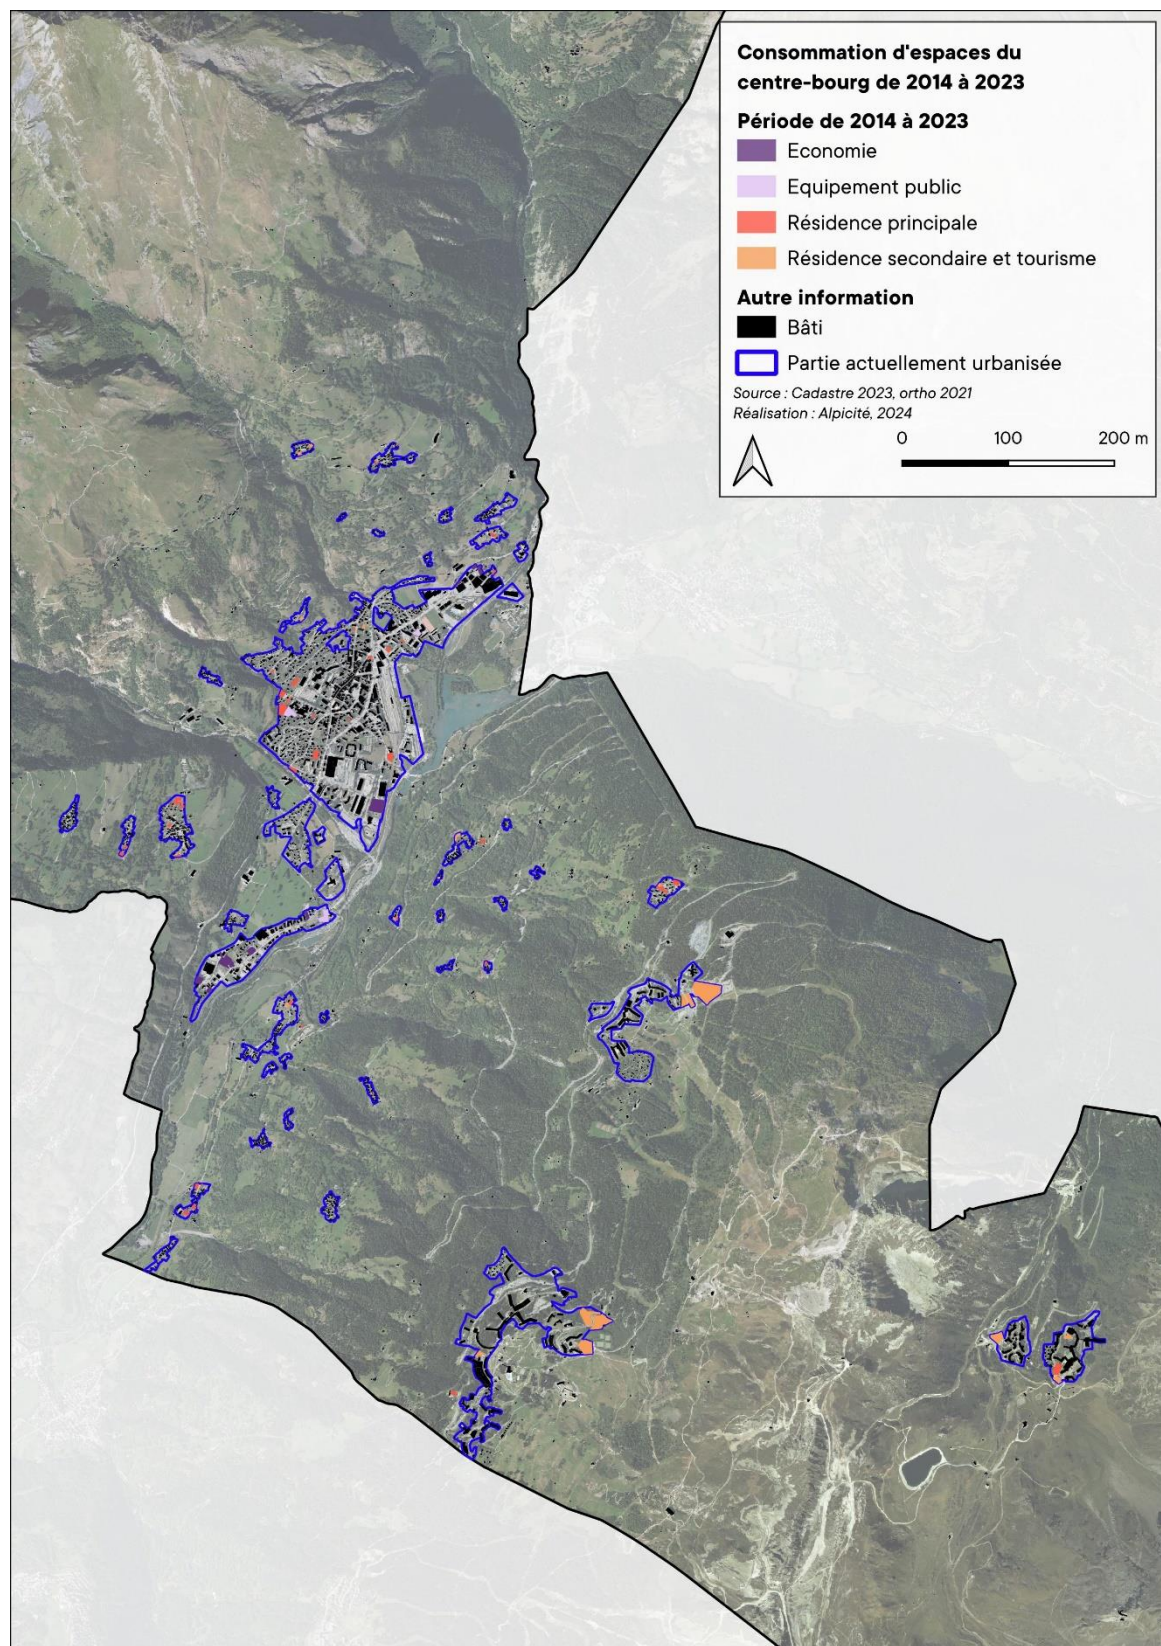 Consommation d'espaces du
centre-bourg de 2014 à 2023
Période de 2014 à 2023
Economie
Equipement public
Résidence principale
Résidence secondaire et tourisme
Autre information
Bâti
Partie actuellement urbanisée
Source : Cadastre 2023, ortho 2021
Réalisation : Alpicité, 2024
0 100 200 m